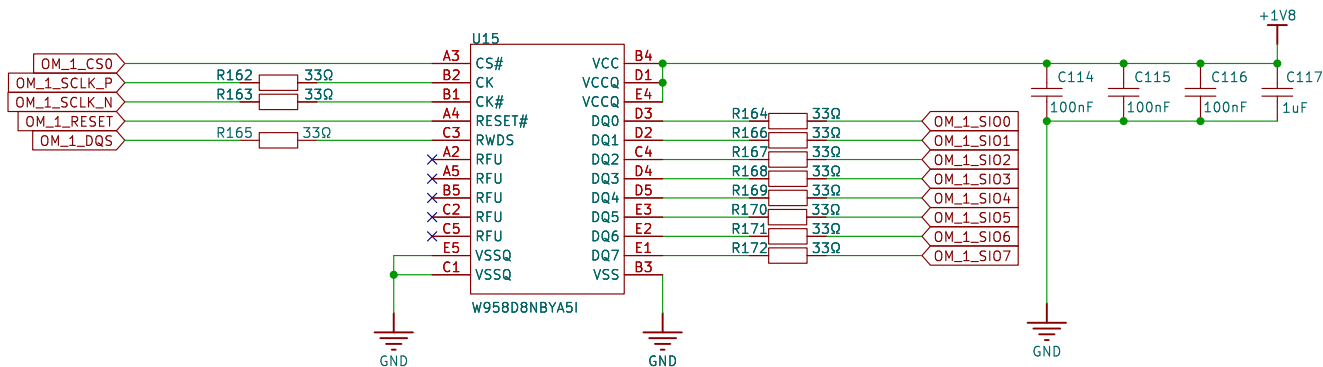 +1V8
U15
OM_1_CS0 A3 CS# VCC B4
OM_1_SCLK_P R162 33Ω B2 CK VCCQ D1 C114 C115 C116 C117
OM_1_SCLK_N R163 33Ω B1 CK# VCCQ E4 100nF 100nF 100nF 1uF
OM_1_RESET A4 RESET# DQ0 D3 R164 33Ω OM_1_SIO0
OM_1_DQS R165 33Ω C3 RWDS DQ1 D2 R166 33Ω OM_1_SIO1
A2 RFU DQ2 C4 R167 33Ω OM_1_SIO2
A5 RFU DQ3 D4 R168 33Ω OM_1_SIO3
B5 RFU DQ4 D5 R169 33Ω OM_1_SIO4
C2 RFU DQ5 E3 R170 33Ω OM_1_SIO5
C5 RFU DQ6 E2 R171 33Ω OM_1_SIO6
E5 VSSQ DQ7 E1 R172 33Ω OM_1_SIO7
C1 VSSQ VSS B3
W958D8NBYA5I
GND GND GND